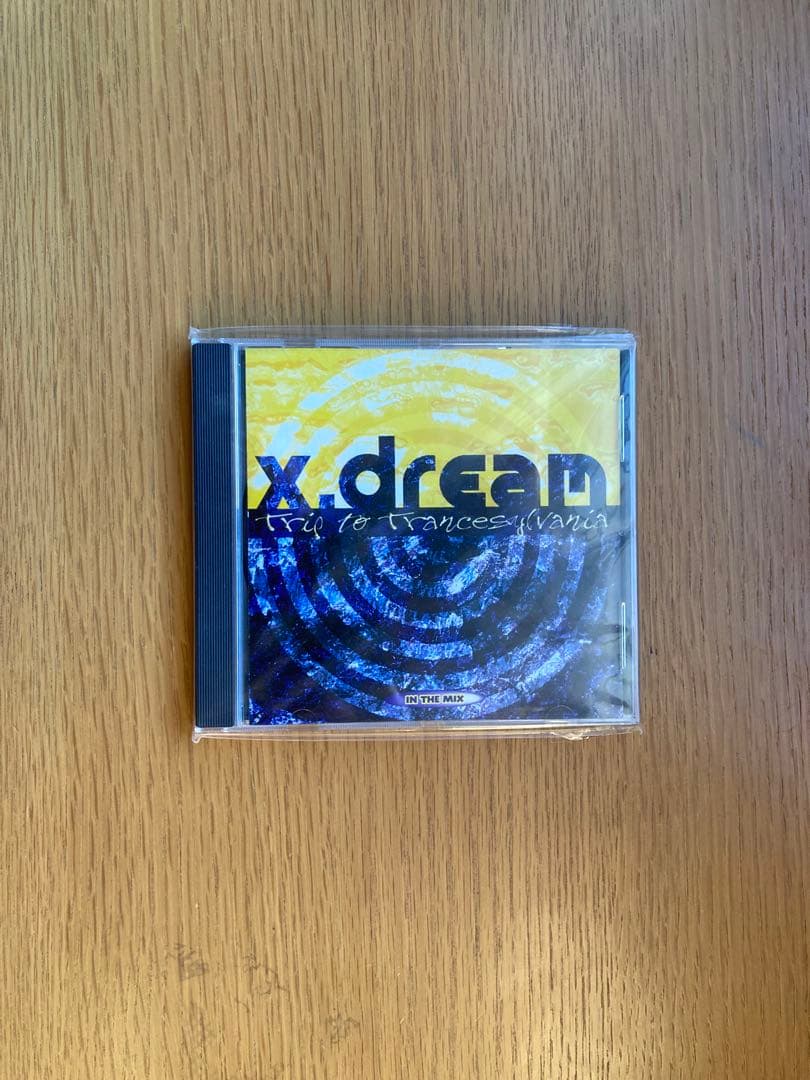 x.dream
Trip to Trancesylvania
IN THE MIX